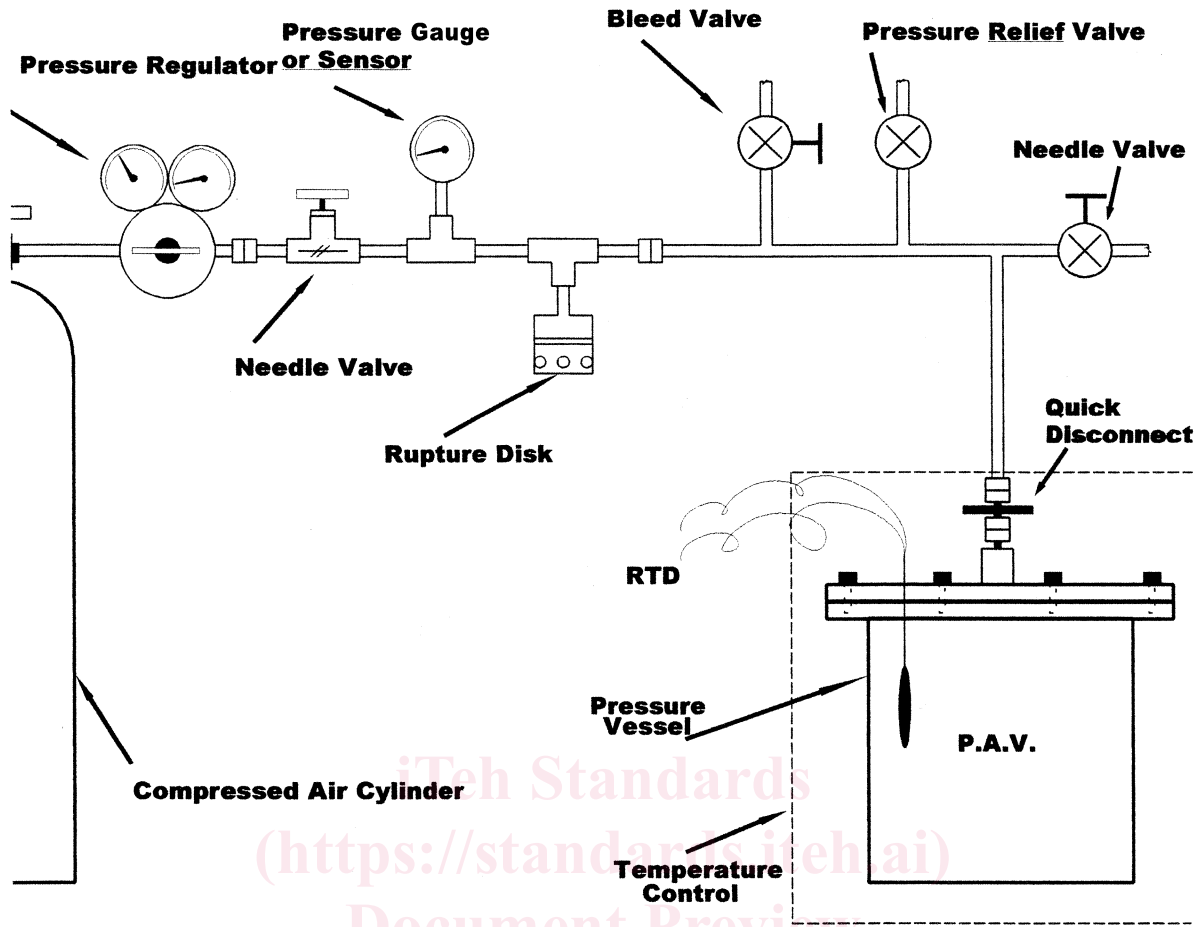 Bleed Valve
Pressure Gauge
or Sensor
Pressure Relief Valve
Pressure Regulator
Needle Valve
Needle Valve
Quick
Disconnect
Rupture Disk
RTD
Pressure
Vessel
P.A.V.
Compressed Air Cylinder
Temperature
Control
iTeh Standards
(https://standards.iteh.ai)
Document Preview